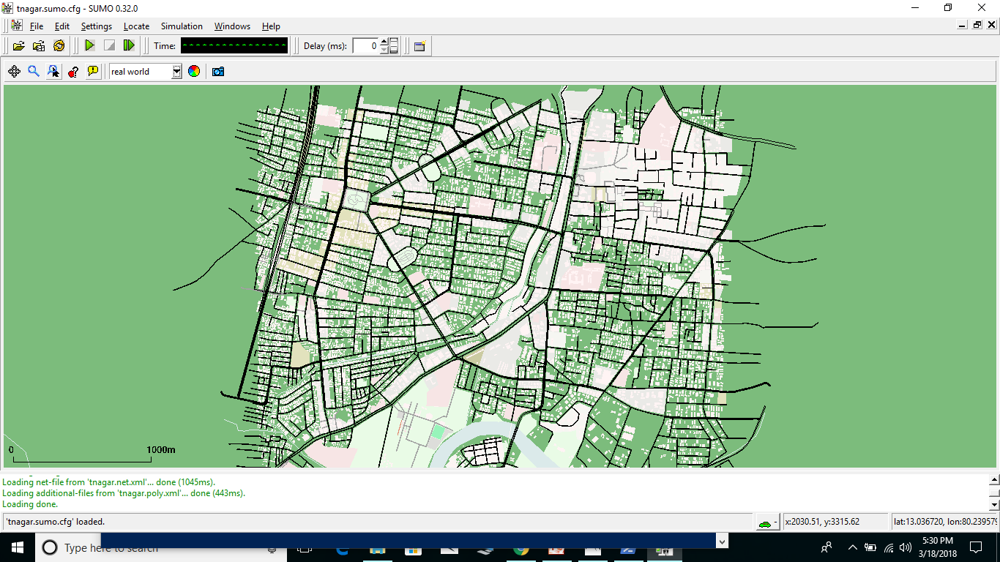 tnagar.sumo.cfg - SUMO 0.32.0
File Edit Settings Locate Simulation Windows Help
Time: Delay (ms): 0
real world
0 1000m
Loading net-file from 'tnagar.net.xml'... done (1045ms).
Loading additional-files from 'tnagar.poly.xml'... done (443ms).
Loading done.
'tnagar.sumo.cfg' loaded.
x:2030.51, y:3315.62
lat:13.036720, lon:80.239579
Type here to search
5:30 PM
3/18/2018